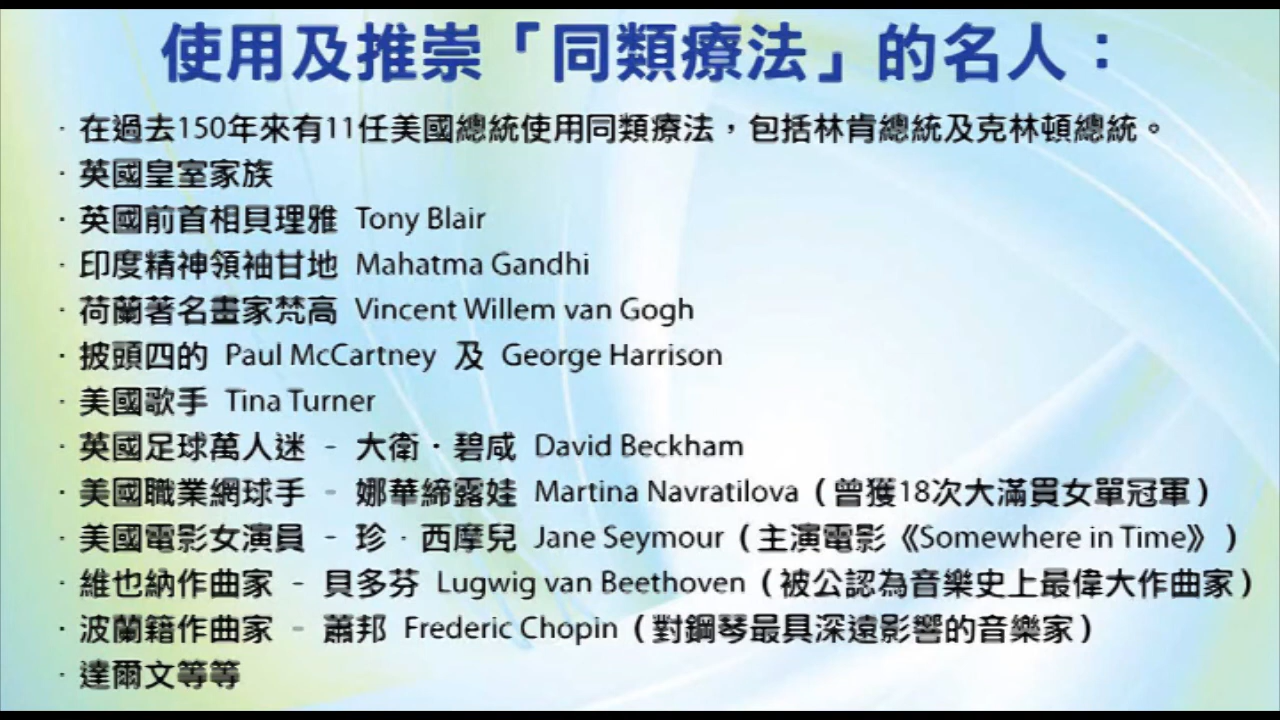 使用及推崇「同類療法」的名人：
· 在過去150年來有11任美國總統使用同類療法，包括林肯總統及克林頓總統。
· 英國皇室家族
· 英國前首相貝理雅 Tony Blair
· 印度精神領袖甘地 Mahatma Gandhi
· 荷蘭著名畫家梵高 Vincent Willem van Gogh
· 披頭四的 Paul McCartney 及 George Harrison
· 美國歌手 Tina Turner
· 英國足球萬人迷 - 大衛·碧咸 David Beckham
· 美國職業網球手 - 娜華締露娃 Martina Navratilova（曾獲18次大滿貫女單冠軍）
· 美國電影女演員 - 珍·西摩兒 Jane Seymour（主演電影《Somewhere in Time》）
· 維也納作曲家 - 貝多芬 Lugwig van Beethoven（被公認為音樂史上最偉大作曲家）
· 波蘭籍作曲家 - 蕭邦 Frederic Chopin（對鋼琴最具深遠影響的音樂家）
· 達爾文等等